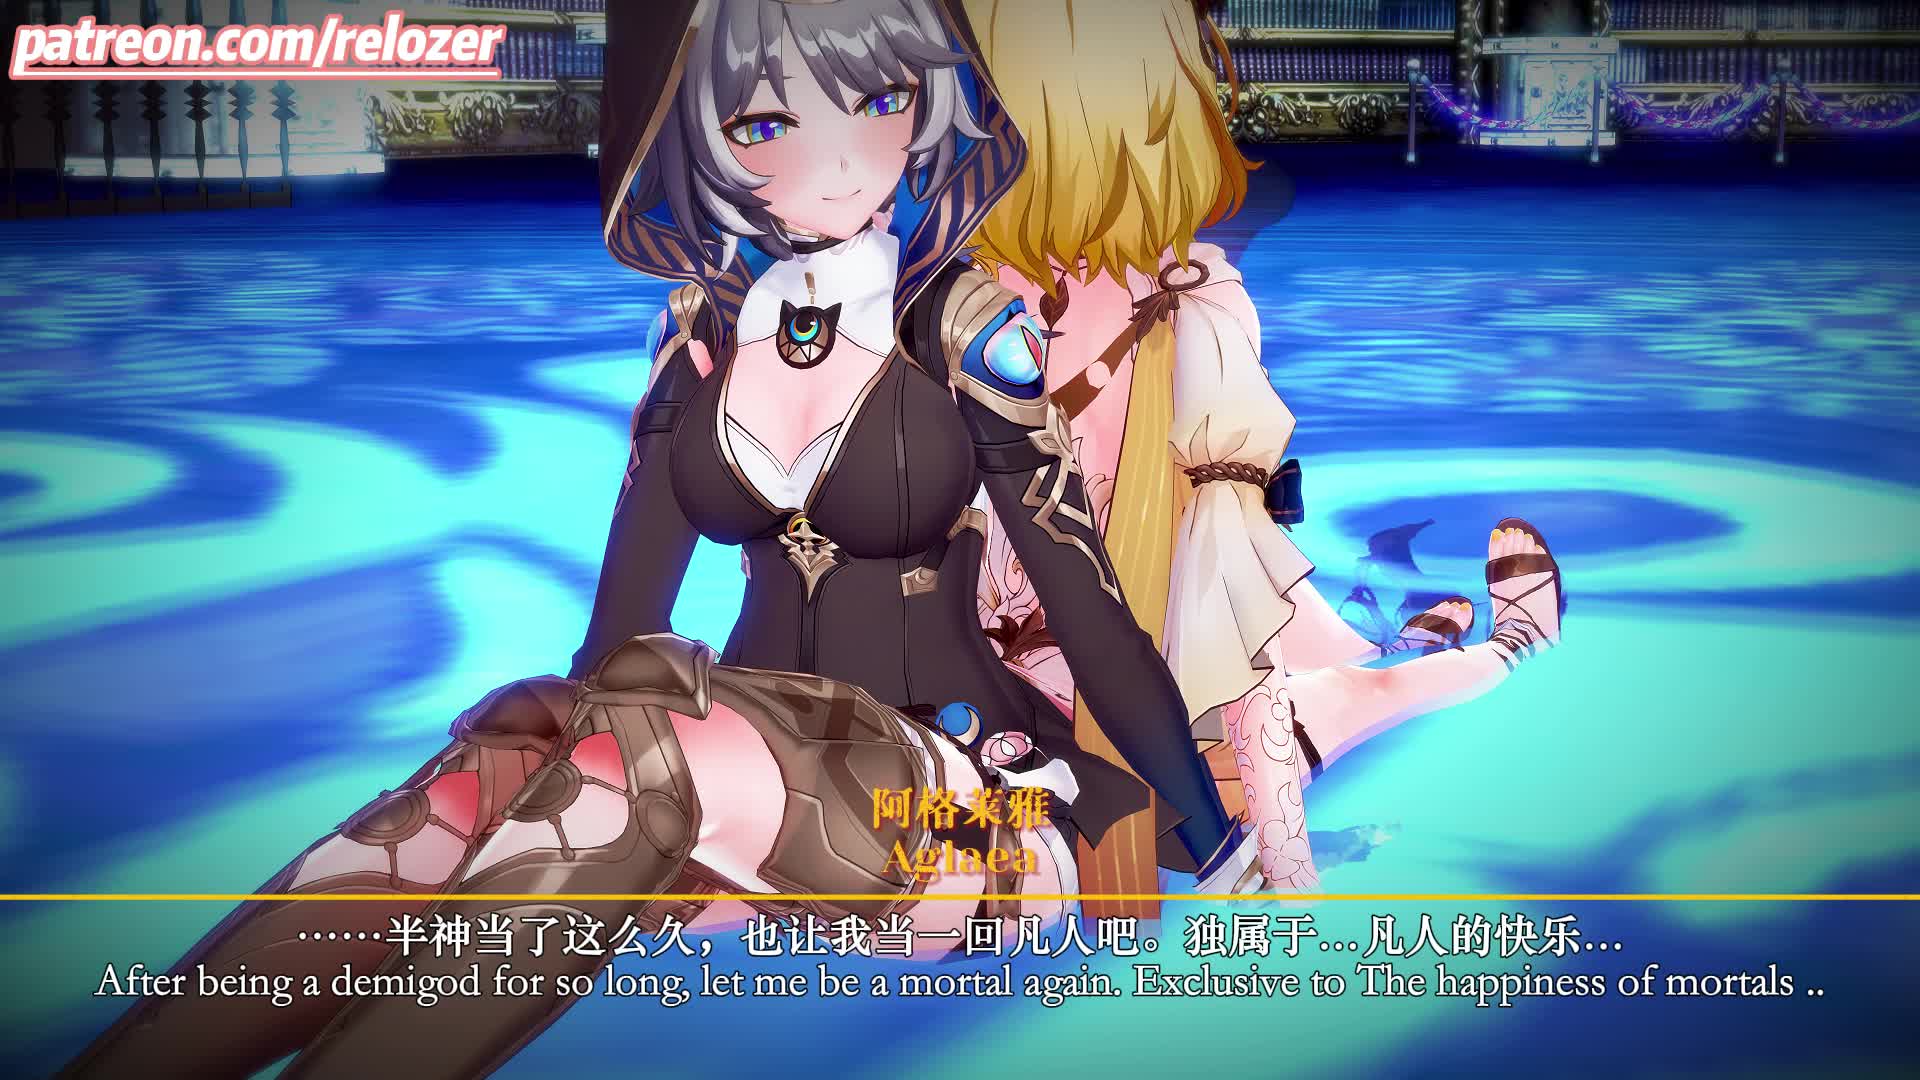 patreon.com/relozer
阿格莱雅
Aglaea
……半神当了这么久，也让我当一回凡人吧。独属于...凡人的快乐...
After being a demigod for so long, let me be a mortal again. Exclusive to The happiness of mortals ..